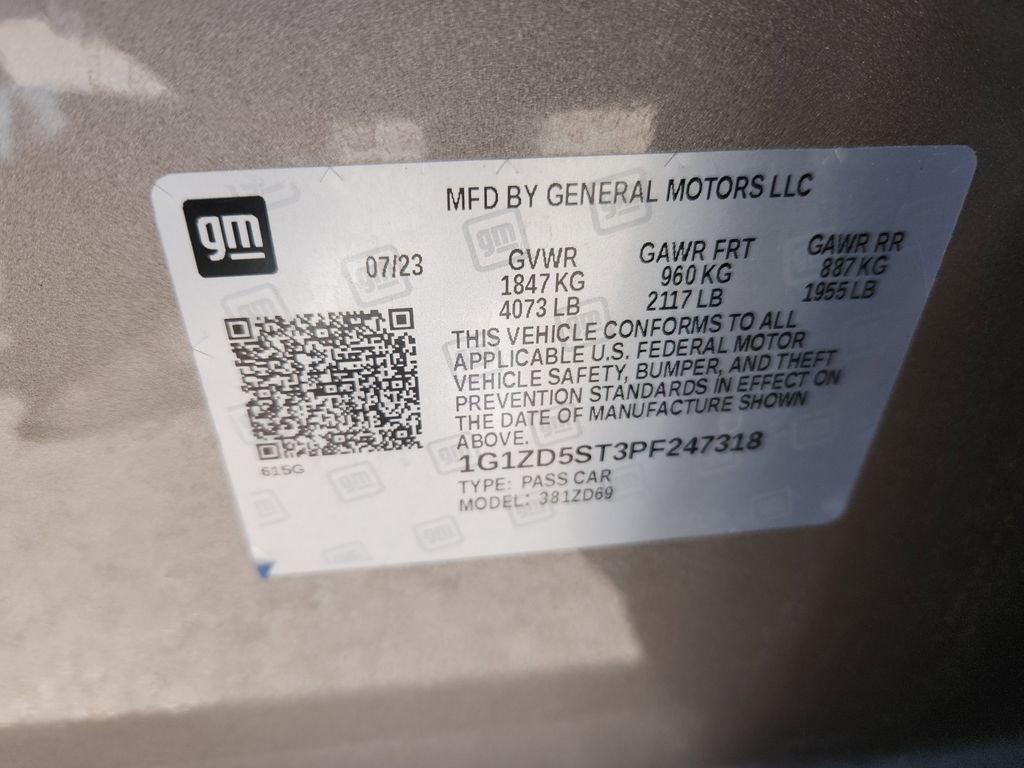 gm
MFD BY GENERAL MOTORS LLC
07/23
GVWR
1847 KG
4073 LB
GAWR FRT
960 KG
2117 LB
GAWR RR
887 KG
1955 LB
THIS VEHICLE CONFORMS TO ALL
APPLICABLE U.S. FEDERAL MOTOR
VEHICLE SAFETY, BUMPER, AND THEFT
PREVENTION STANDARDS IN EFFECT ON
THE DATE OF MANUFACTURE SHOWN
ABOVE.
615G
1G1ZD5ST3PF247318
TYPE: PASS CAR
MODEL: 381ZD69